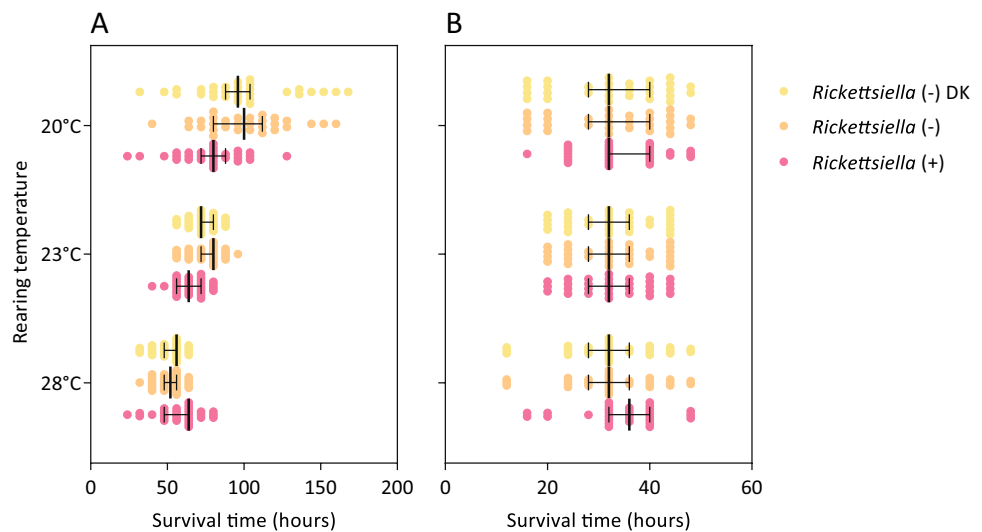 A
B
Rearing temperature
20°C
23°C
28°C
0 50 100 150 200
0 20 40 60
Survival time (hours)
Survival time (hours)
Rickettsiella (-) DK
Rickettsiella (-)
Rickettsiella (+)